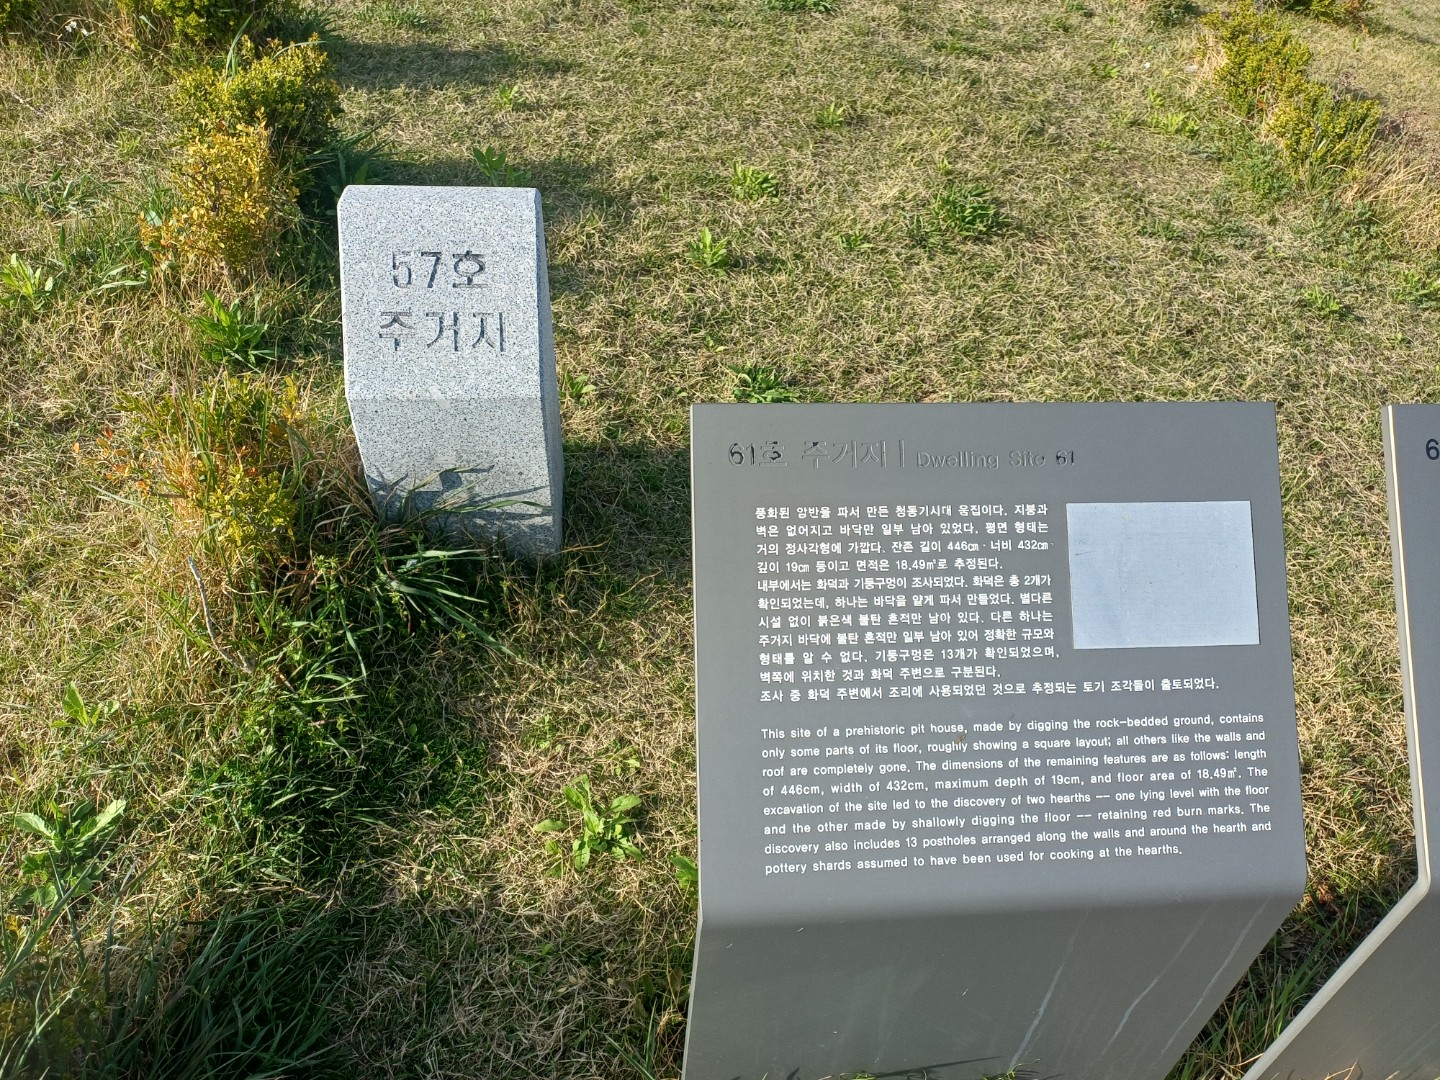 57호
주거지
61호 주거지 | Dwelling Site 61
풍화된 암반을 파서 만든 청동기시대 움집이다. 지붕과
벽은 없어지고 바닥만 일부 남아 있었다. 평면 형태는
거의 정사각형에 가깝다. 잔존 길이 446㎝·너비 432㎝·
깊이 19㎝ 등이고 면적은 18.49㎡로 추정된다.
내부에서는 화덕과 기둥구멍이 조사되었다. 화덕은 총 2개가
확인되었는데, 하나는 바닥을 얕게 파서 만들었다. 별다른
시설 없이 붉은색 불탄 흔적만 남아 있다. 다른 하나는
주거지 바닥에 불탄 흔적만 일부 남아 있어 정확한 규모와
형태를 알 수 없다. 기둥구멍은 13개가 확인되었으며,
벽쪽에 위치한 것과 화덕 주변으로 구분된다.
조사 중 화덕 주변에서 조리에 사용되었던 것으로 추정되는 토기 조각들이 출토되었다.
This site of a prehistoric pit house, made by digging the rock-bedded ground, contains
only some parts of its floor, roughly showing a square layout; all others like the walls and
roof are completely gone. The dimensions of the remaining features are as follows: length
of 446cm, width of 432cm, maximum depth of 19cm, and floor area of 18.49㎡. The
excavation of the site led to the discovery of two hearths -- one lying level with the floor
and the other made by shallowly digging the floor -- retaining red burn marks. The
discovery also includes 13 postholes arranged along the walls and around the hearth and
pottery shards assumed to have been used for cooking at the hearths.
6